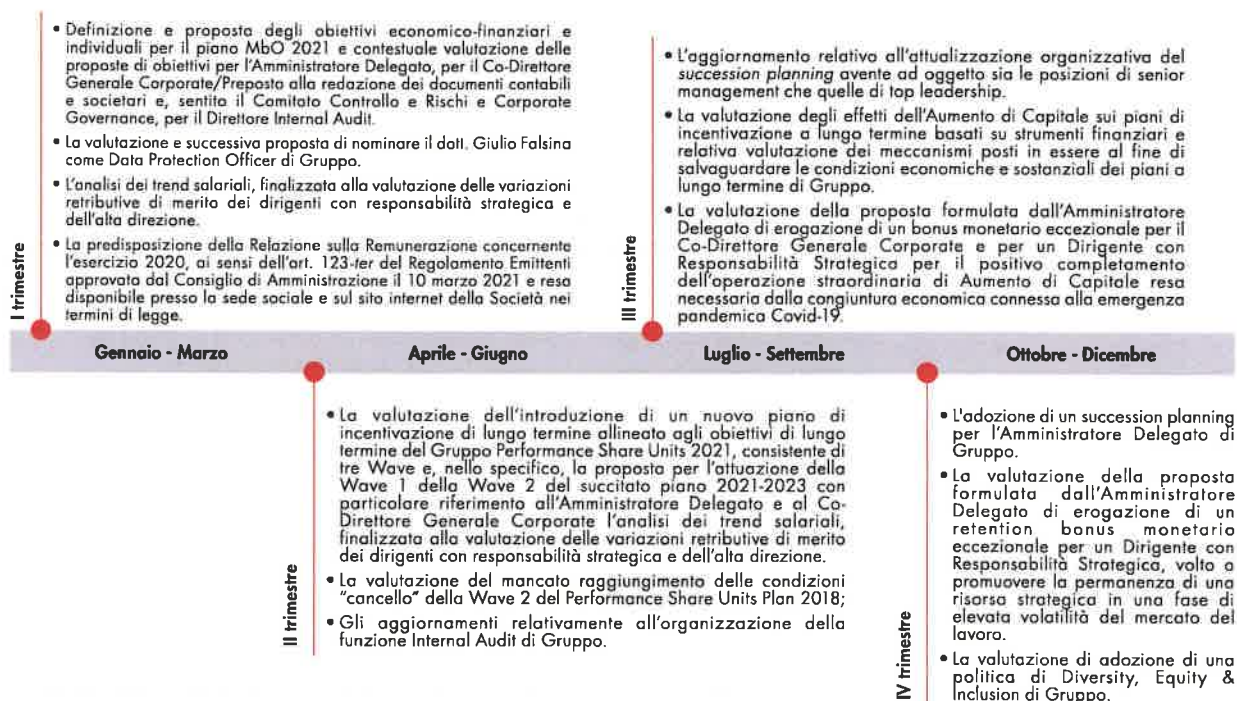 • Definizione e proposta degli obiettivi economico-finanziari e
individuali per il piano MbO 2021 e contestuale valutazione delle
proposte di obiettivi per l'Amministratore Delegato, per il Co-Direttore
Generale Corporate/Preposto alla redazione dei documenti contabili
e societari e, sentito il Comitato Controllo e Rischi e Corporate
Governance, per il Direttore Internal Audit.
• La valutazione e successiva proposta di nominare il dott. Giulio Falsina
come Data Protection Officer di Gruppo.
• L'analisi dei trend salariali, finalizzata alla valutazione delle variazioni
retributive di merito dei dirigenti con responsabilità strategica e
dell'alta direzione.
• La predisposizione della Relazione sulla Remunerazione concernente
l'esercizio 2020, ai sensi dell'art. 123-ter del Regolamento Emittenti
approvata dal Consiglio di Amministrazione il 10 marzo 2021 e resa
disponibile presso la sede sociale e sul sito internet della Società nei
termini di legge.
I trimestre
• L'aggiornamento relativo all'attualizzazione organizzativa del
succession planning avente ad oggetto sia le posizioni di senior
management che quelle di top leadership.
• La valutazione degli effetti dell'Aumento di Capitale sui piani di
incentivazione a lungo termine basati su strumenti finanziari e
relativa valutazione dei meccanismi posti in essere al fine di
salvaguardare le condizioni economiche e sostanziali dei piani a
lungo termine di Gruppo.
• La valutazione della proposta formulata dall'Amministratore
Delegato di erogazione di un bonus monetario eccezionale per il
Co-Direttore Generale Corporate e per un Dirigente con
Responsabilità Strategica per il positivo completamento
dell'operazione straordinaria di Aumento di Capitale resa
necessaria dalla congiuntura economica connessa alla emergenza
pandemica Covid-19.
III trimestre
Gennaio - Marzo
Aprile - Giugno
Luglio - Settembre
Ottobre - Dicembre
• La valutazione dell'introduzione di un nuovo piano di
incentivazione di lungo termine allineato agli obiettivi di lungo
termine del Gruppo Performance Share Units 2021, consistente di
tre Wave e, nello specifico, la proposta per l'attuazione della
Wave 1 della Wave 2 del succitato piano 2021-2023 con
particolare riferimento all'Amministratore Delegato e al Co-
Direttore Generale Corporate l'analisi dei trend salariali,
finalizzata alla valutazione delle variazioni retributive di merito
dei dirigenti con responsabilità strategica e dell'alta direzione.
• La valutazione del mancato raggiungimento delle condizioni
"cancello" della Wave 2 del Performance Share Units Plan 2018;
• Gli aggiornamenti relativamente all'organizzazione della
funzione Internal Audit di Gruppo.
II trimestre
• L'adozione di un succession planning
per l'Amministratore Delegato di
Gruppo.
• La valutazione della proposta
formulata dall'Amministratore
Delegato di erogazione di un
retention bonus monetario
eccezionale per un Dirigente con
Responsabilità Strategica, volto a
promuovere la permanenza di una
risorsa strategica in una fase di
elevata volatilità del mercato del
lavoro.
• La valutazione di adozione di una
politica di Diversity, Equity &
Inclusion di Gruppo.
IV trimestre